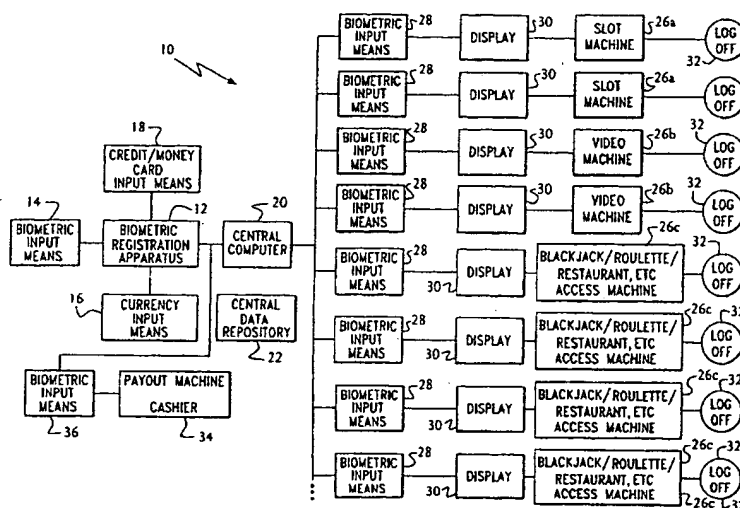 10
18
CREDIT/MONEY
CARD
INPUT MEANS
14
BIOMETRIC
INPUT
MEANS
12
BIOMETRIC
REGISTRATION
APPARATUS
20
CENTRAL
COMPUTER
16
CURRENCY
INPUT
MEANS
CENTRAL
DATA
REPOSITORY
22
BIOMETRIC
INPUT
MEANS
36
PAYOUT MACHINE
CASHIER
34
BIOMETRIC
INPUT
MEANS
28
DISPLAY
30
SLOT
MACHINE
26a
LOG
OFF
32
BIOMETRIC
INPUT
MEANS
28
DISPLAY
30
SLOT
MACHINE
26a
LOG
OFF
BIOMETRIC
INPUT
MEANS
28
DISPLAY
30
VIDEO
MACHINE
26b
32
LOG
OFF
BIOMETRIC
INPUT
MEANS
28
DISPLAY
30
VIDEO
MACHINE
26b
32
LOG
OFF
BIOMETRIC
INPUT
MEANS
28
DISPLAY
30
26c
BLACKJACK/ROULETTE/
RESTAURANT, ETC
ACCESS MACHINE
32
LOG
OFF
BIOMETRIC
INPUT
MEANS
28
DISPLAY
30
26c
BLACKJACK/ROULETTE/
RESTAURANT, ETC
ACCESS MACHINE
LOG
OFF
BIOMETRIC
INPUT
MEANS
28
DISPLAY
30
26c
BLACKJACK/ROULETTE/
RESTAURANT, ETC
ACCESS MACHINE
32
LOG
OFF
BIOMETRIC
INPUT
MEANS
28
DISPLAY
30
26c
BLACKJACK/ROULETTE/
RESTAURANT, ETC
ACCESS MACHINE
26c
32
LOG
OFF